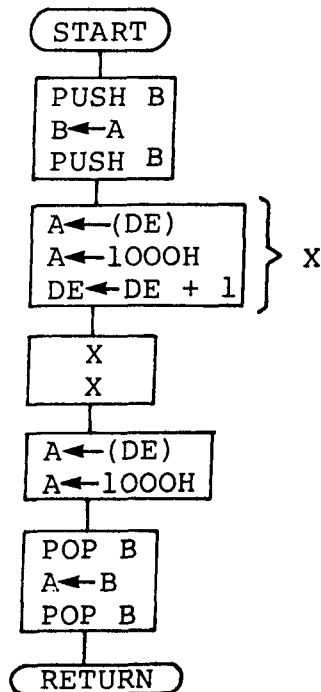 START
PUSH B
B←A
PUSH B
A←(DE)
A←1000H
DE←DE + 1
X
X
X
A←(DE)
A←1000H
POP B
A←B
POP B
RETURN